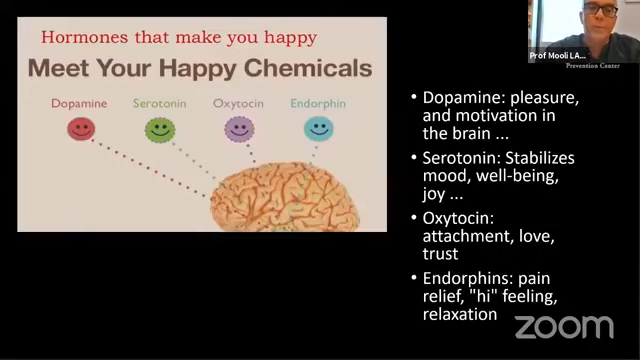 Hormones that make you happy
Meet Your Happy Chemicals
Dopamine Serotonin Oxytocin Endorphin
Prof Mooli LA...
Prevention Center
• Dopamine: pleasure,
and motivation in
the brain ...
• Serotonin: Stabilizes
mood, well-being,
joy ...
• Oxytocin:
attachment, love,
trust
• Endorphins: pain
relief, "hi" feeling,
relaxation
zoom